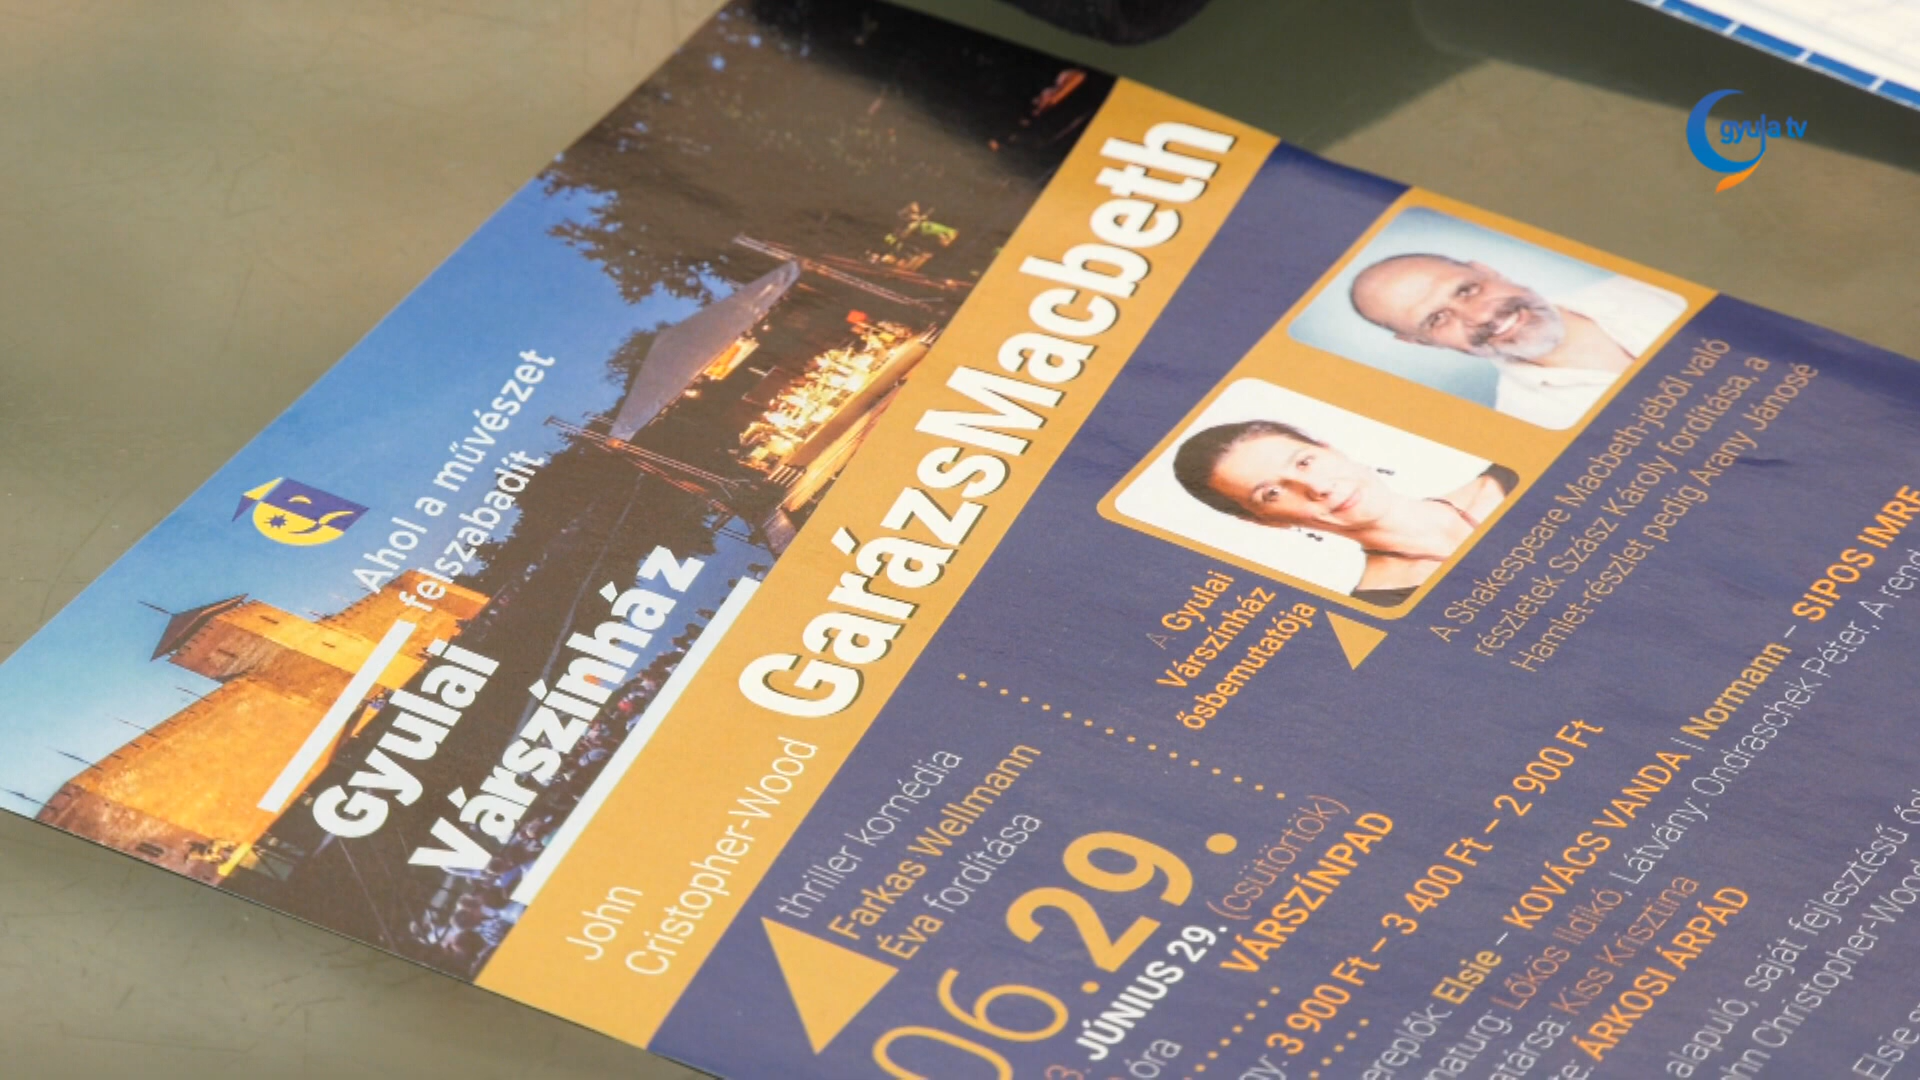 gyula tv
Ahol a művészet
felszabadít
Gyulai
Várszínház
John
Cristopher-Wood
GarázsMacbeth
thriller komédia
Farkas Wellmann
Éva fordítása
A Gyulai
Várszínház
ősbemutatója
A Shakespeare Macbeth-jéből való
részletek Szász Károly fordítása, a
Hamlet-részlet pedig Arany Jánosé
06.29.
3. JÚNIUS 29. (csütörtök)
óra
VÁRSZÍNPAD
3 900 Ft – 3 400 Ft – 2 900 Ft
Elsie – KOVÁCS VANDA | Normann – SIPOS IMRE
Lőkös Ildikó, Látvány: Ondraschek Péter, A
Kiss Krisztina
ÁRKOSI ÁRPÁD
alapuló, saját fejlesztésű
Christopher-Wood
Elsie